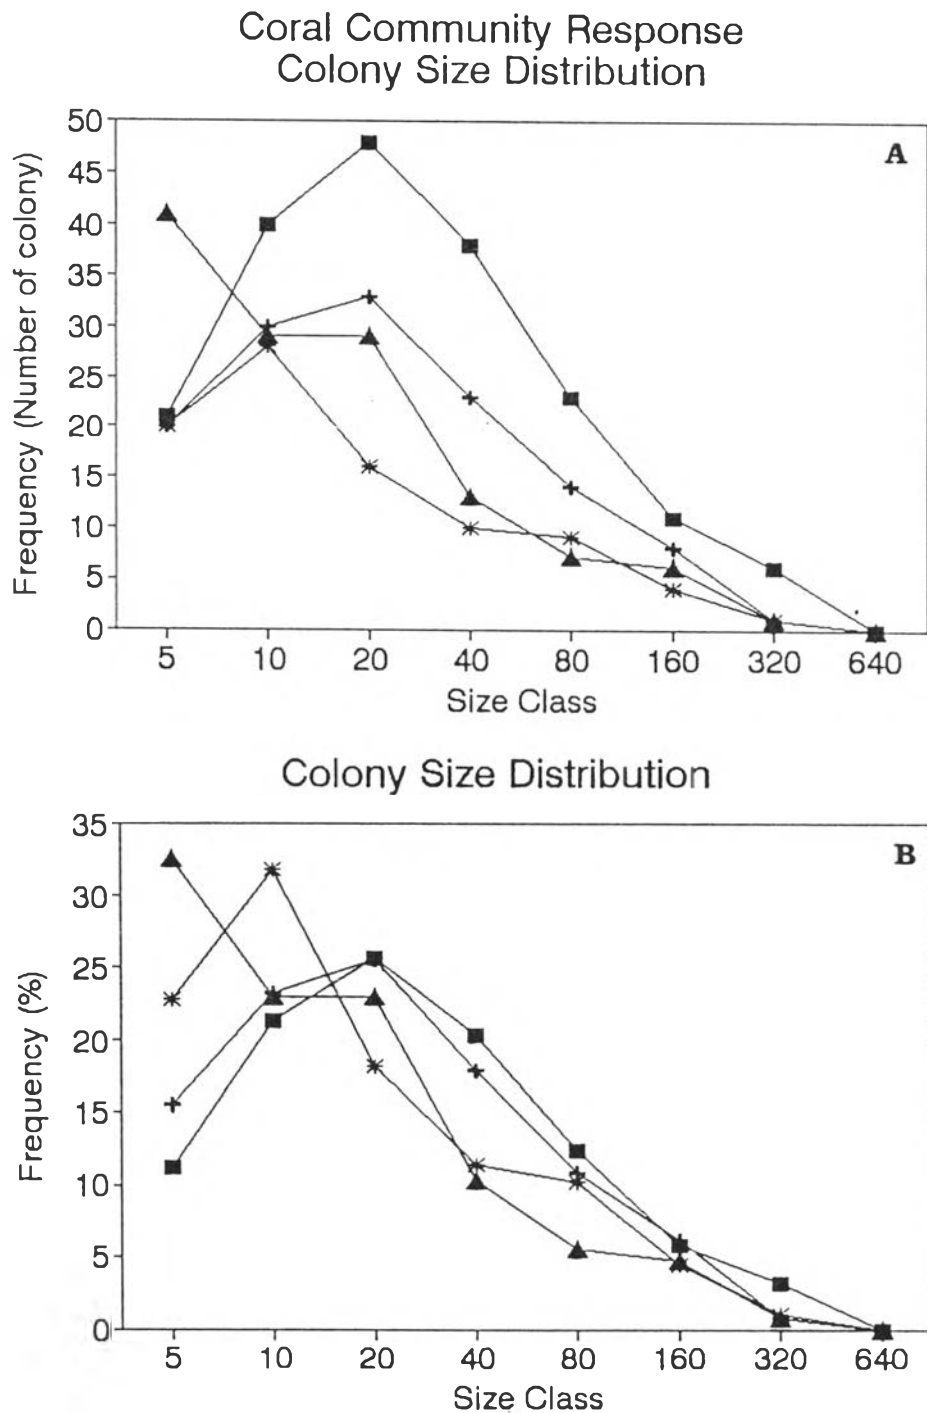 Coral Community Response
Colony Size Distribution
A
Frequency (Number of colony)
50
45
40
35
30
25
20
15
10
5
0
5 10 20 40 80 160 320 640
Size Class
Colony Size Distribution
B
Frequency (%)
35
30
25
20
15
10
5
0
5 10 20 40 80 160 320 640
Size Class